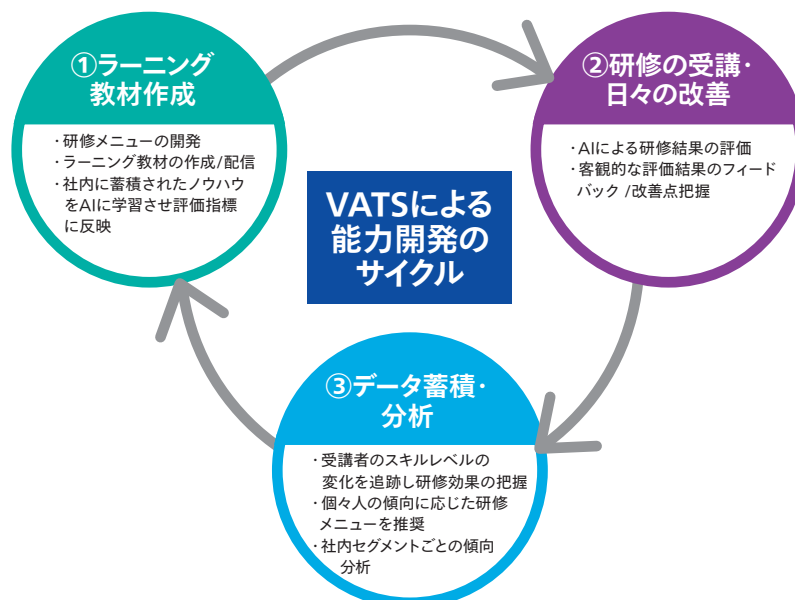 ①ラーニング
教材作成
・研修メニューの開発
・ラーニング教材の作成/配信
・社内に蓄積されたノウハウ
をAIに学習させ評価指標
に反映
②研修の受講・
日々の改善
・AIによる研修結果の評価
・客観的な評価結果のフィード
バック /改善点把握
VATSによる
能力開発の
サイクル
③データ蓄積・
分析
・受講者のスキルレベルの
変化を追跡し研修効果の把握
・個々人の傾向に応じた研修
メニューを推奨
・社内セグメントごとの傾向
分析